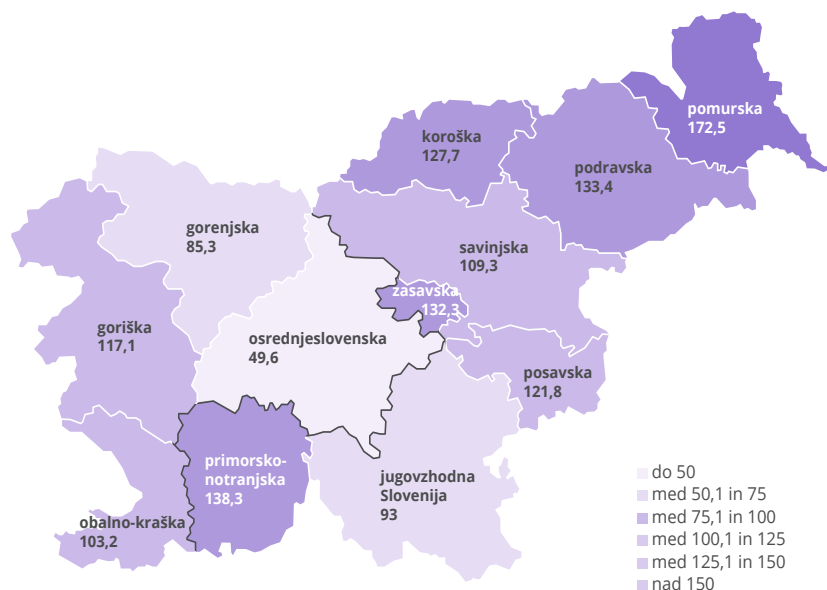 pomurska
172,5
koroška
127,7
podravska
133,4
gorenjska
85,3
savinjska
109,3
zasavska
132,3
goriška
117,1
osrednjeslovenska
49,6
posavska
121,8
primorsko-
notranjska
138,3
jugovzhodna
Slovenija
93
obalno-kraška
103,2
do 50
med 50,1 in 75
med 75,1 in 100
med 100,1 in 125
med 125,1 in 150
nad 150